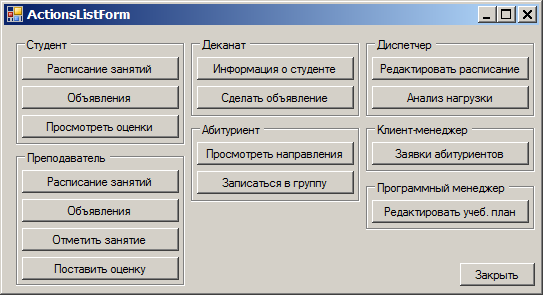 ActionsListForm
Студент
Расписание занятий
Объявления
Просмотреть оценки
Преподаватель
Расписание занятий
Объявления
Отметить занятие
Поставить оценку
Деканат
Информация о студенте
Сделать объявление
Абитуриент
Просмотреть направления
Записаться в группу
Диспетчер
Редактировать расписание
Анализ нагрузки
Клиент-менеджер
Заявки абитуриентов
Программный менеджер
Редактировать учеб. план
Закрыть